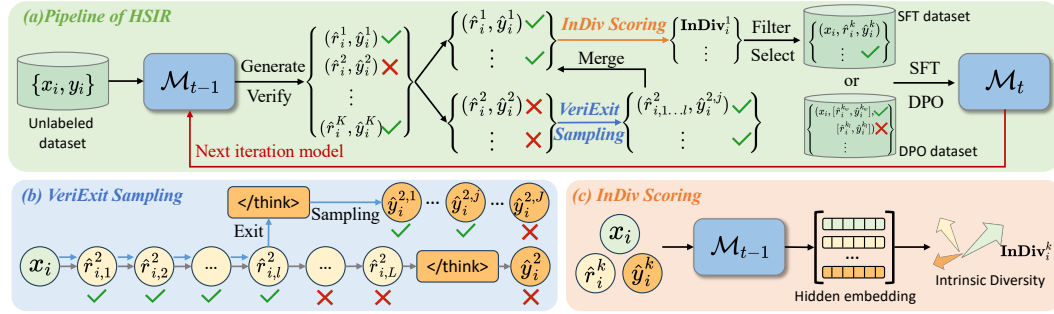 (a)Pipeline of HSIR
{x_i, y_i}
Unlabeled
dataset
M_{t-1}
Generate
Verify
(r̂_i^1, ŷ_i^1)
(r̂_i^2, ŷ_i^2)
⋮
(r̂_i^K, ŷ_i^K)
(r̂_i^1, ŷ_i^1)
⋮
(r̂_i^2, ŷ_i^2)
⋮
InDiv Scoring
InDiv_i^1
⋮
Merge
VeriExit
Sampling
(r̂_{i,1...l}^2, ŷ_i^{2,j})
⋮
Filter
Select
SFT dataset
(x_i, r̂_i^k, ŷ_i^k)
⋮
or
(x_i, [r̂_i^{k_w}, ŷ_i^{k_w}],
[r̂_i^{k_l}, ŷ_i^{k_l}])
⋮
DPO dataset
SFT
DPO
M_t
Next iteration model
(b) VeriExit Sampling
</think>
Sampling
ŷ_i^{2,1} ... ŷ_i^{2,j} ... ŷ_i^{2,J}
Exit
x_i
r̂_{i,1}^2
r̂_{i,2}^2
...
r̂_{i,l}^2
...
r̂_{i,L}^2
</think>
ŷ_i^2
(c) InDiv Scoring
x_i
r̂_i^k
ŷ_i^k
M_{t-1}
...
Hidden embedding
InDiv_i^k
Intrinsic Diversity